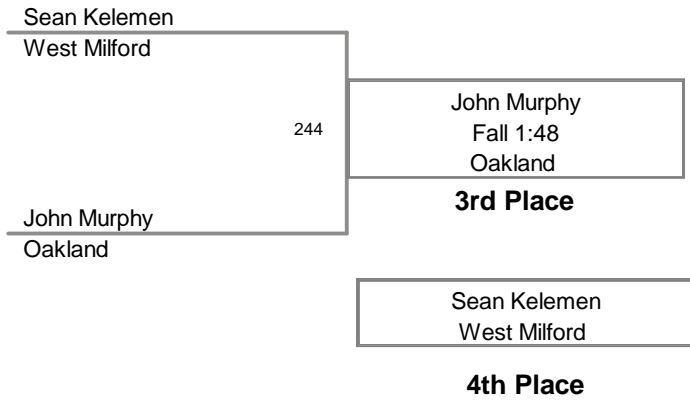 Sean Kelemen
West Milford
244
John Murphy
Fall 1:48
Oakland
3rd Place
John Murphy
Oakland
Sean Kelemen
West Milford
4th Place